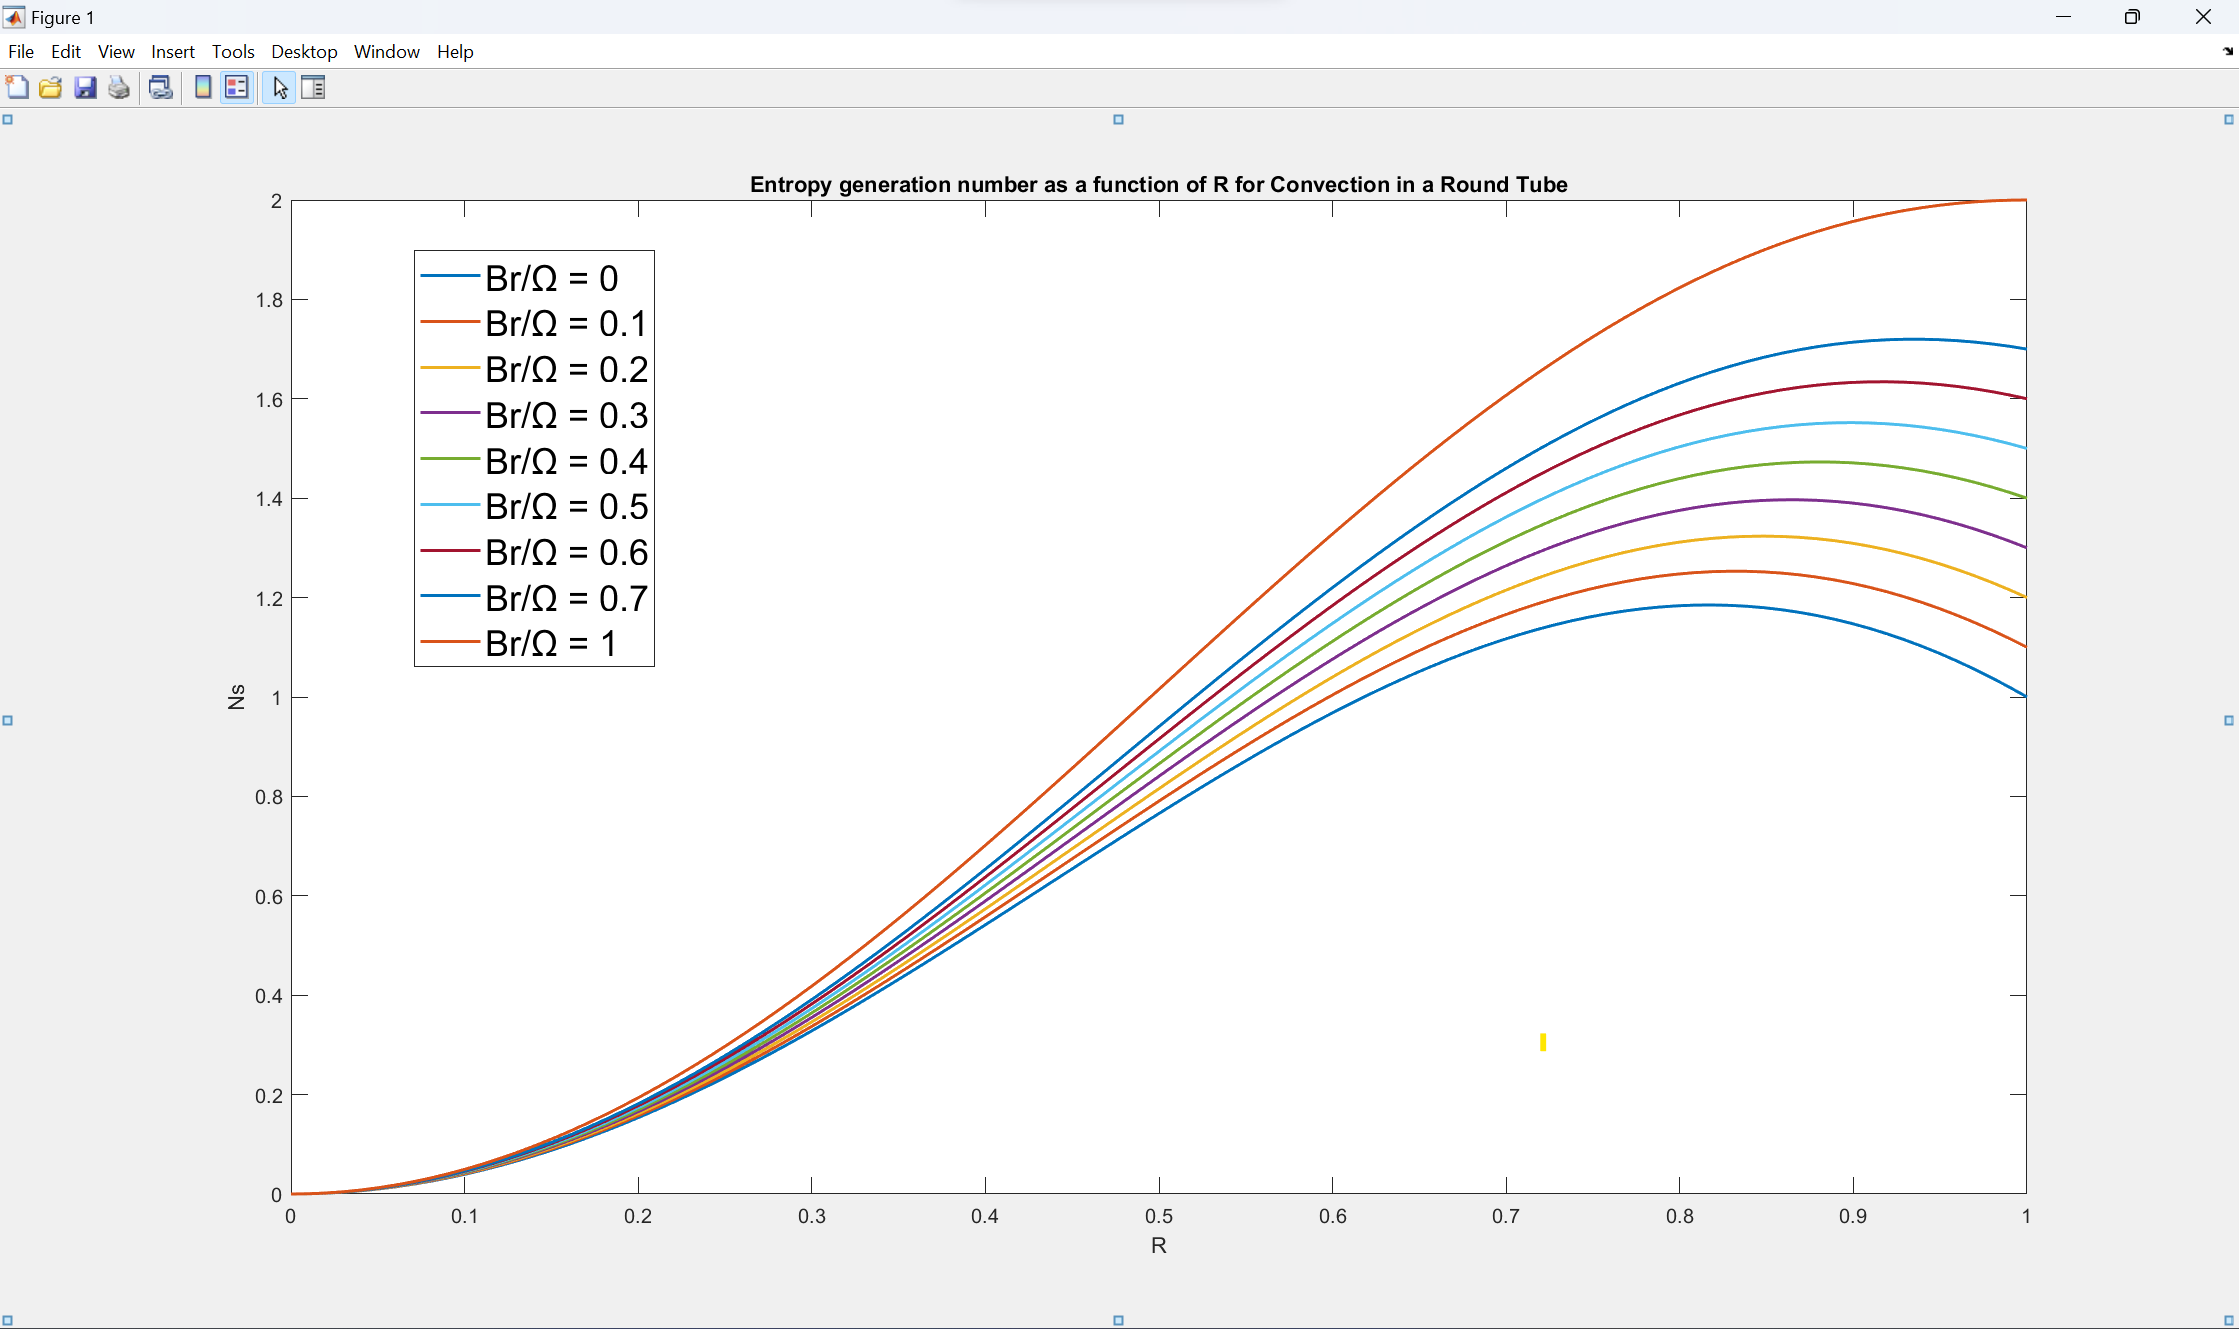 Figure 1
File Edit View Insert Tools Desktop Window Help
Entropy generation number as a function of R for Convection in a Round Tube
2
1.8
1.6
1.4
1.2
1
0.8
0.6
0.4
0.2
0
Ns
Br/Ω = 0
Br/Ω = 0.1
Br/Ω = 0.2
Br/Ω = 0.3
Br/Ω = 0.4
Br/Ω = 0.5
Br/Ω = 0.6
Br/Ω = 0.7
Br/Ω = 1
0 0.1 0.2 0.3 0.4 0.5 0.6 0.7 0.8 0.9 1
R